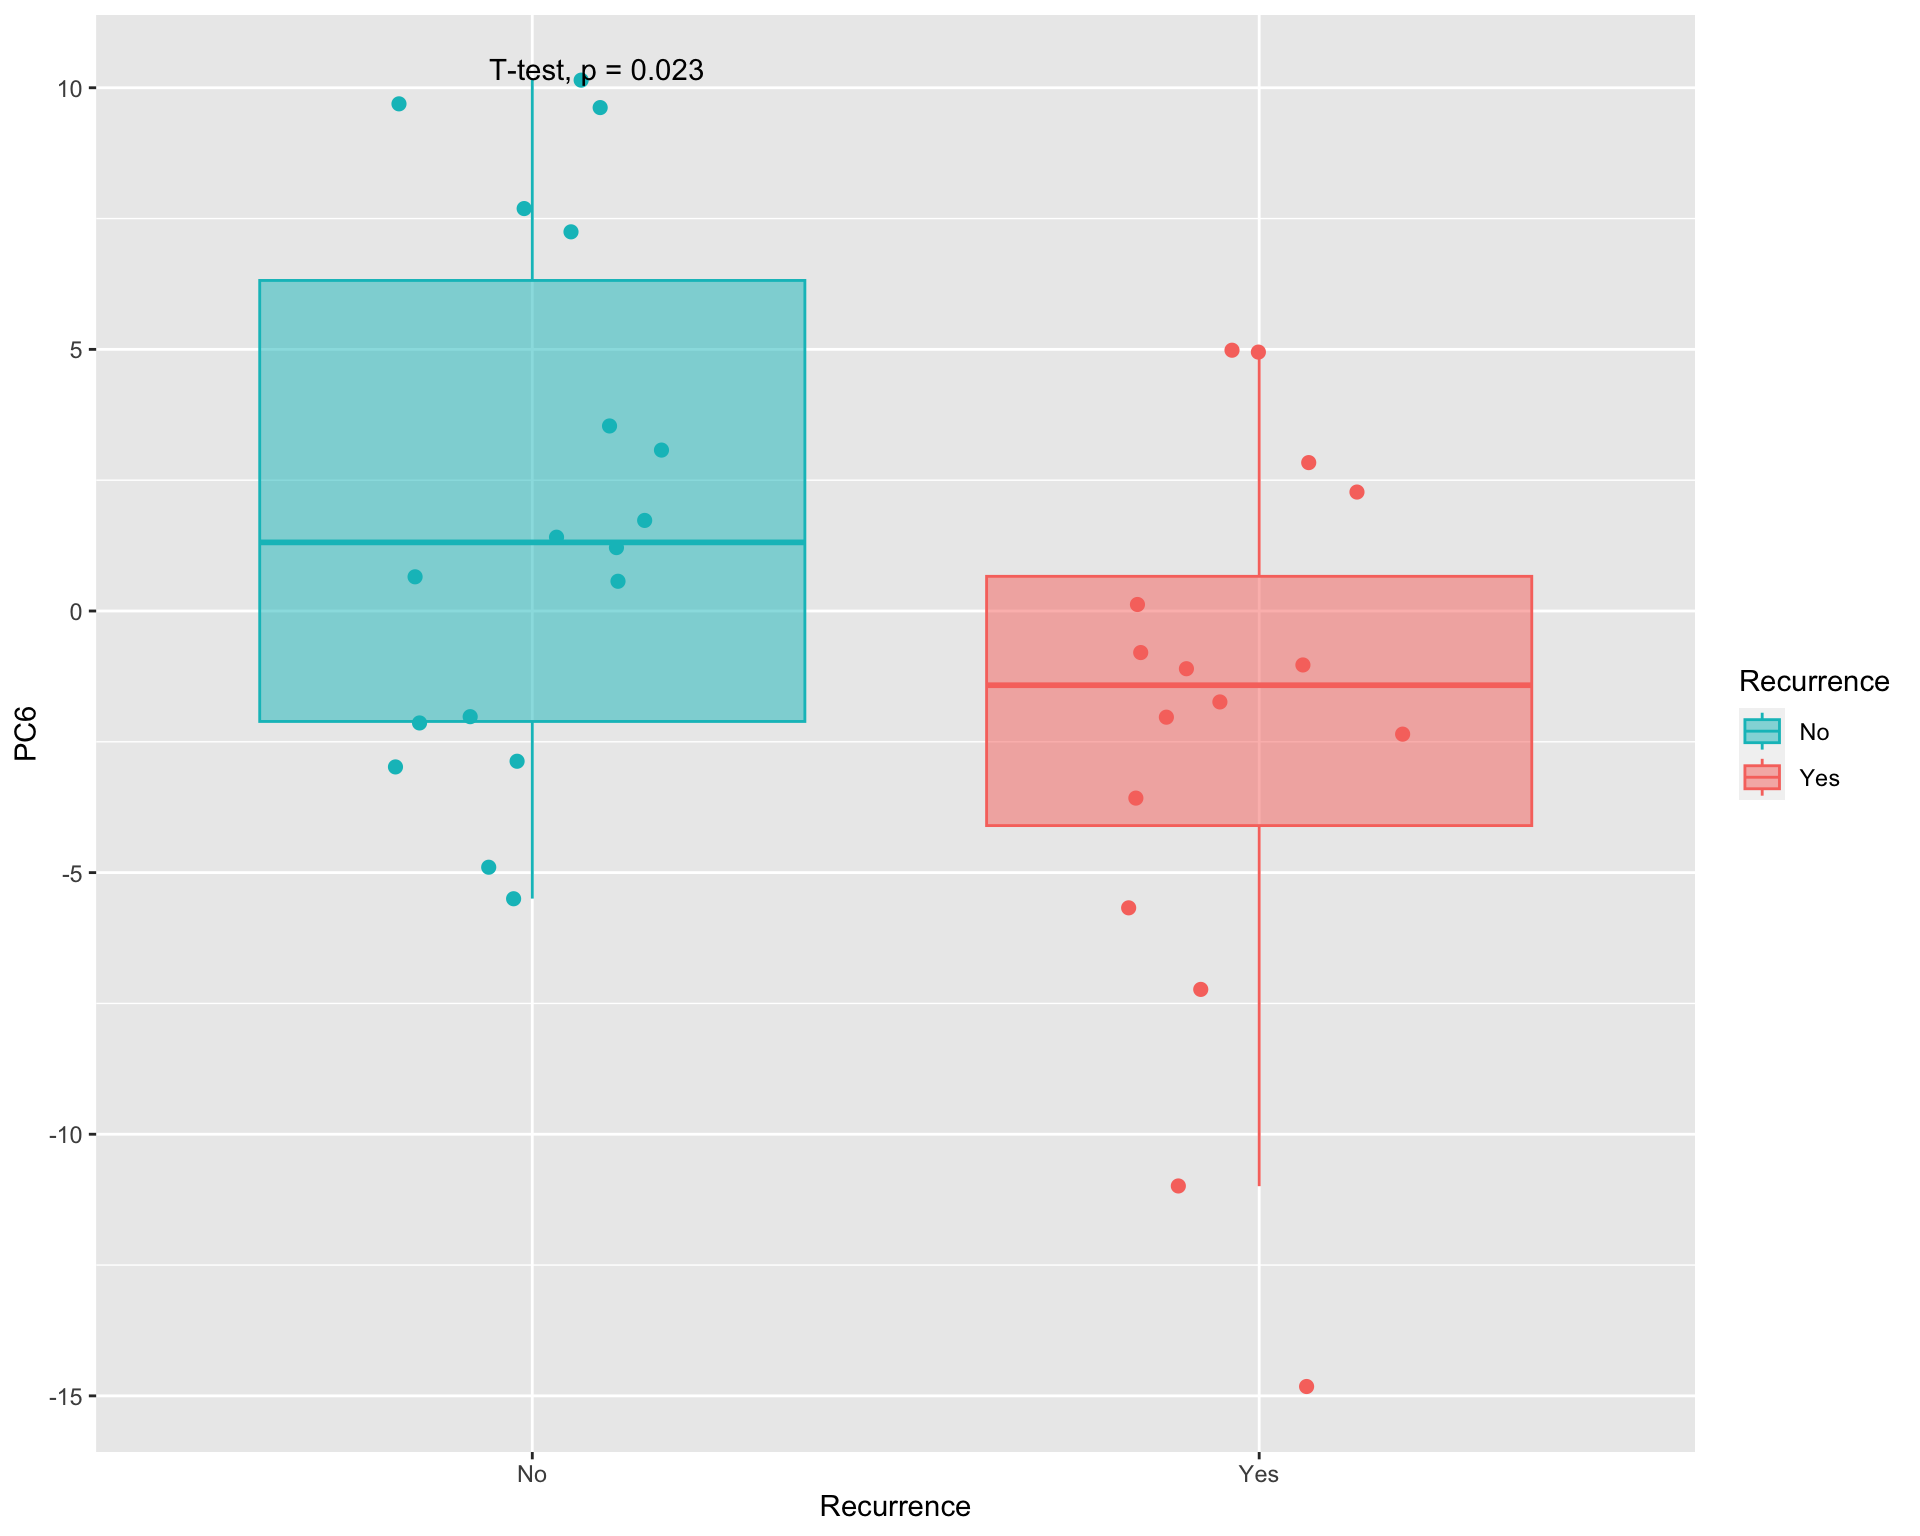 T-test, p = 0.023
10
5
0
-5
-10
-15
PC6
No
Yes
Recurrence
Recurrence
No
Yes